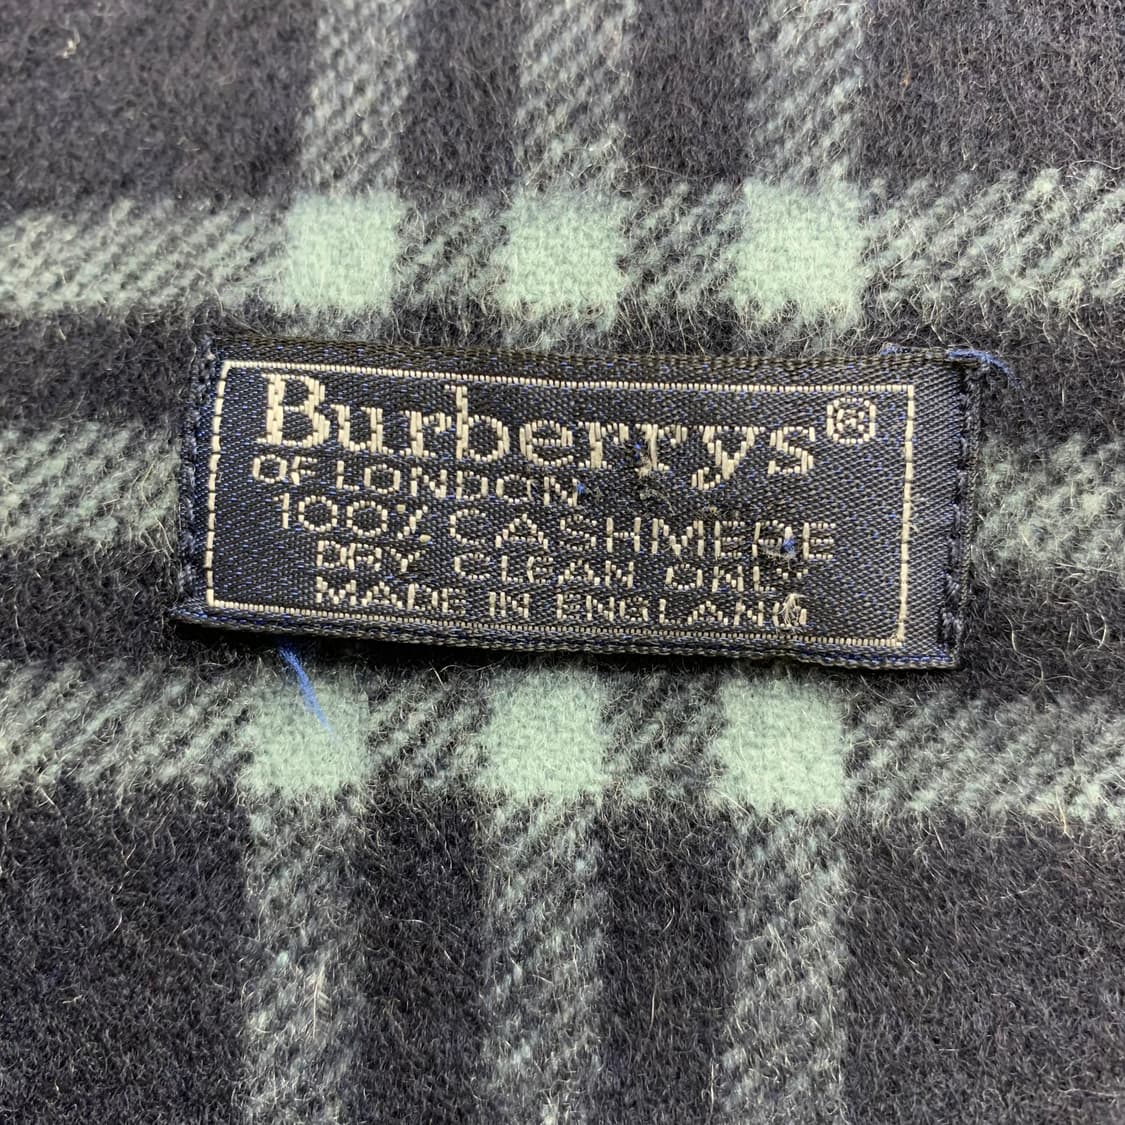 Burberrys®
OF LONDON
100% CASHMERE
DRY CLEAN ONLY
MADE IN ENGLAND